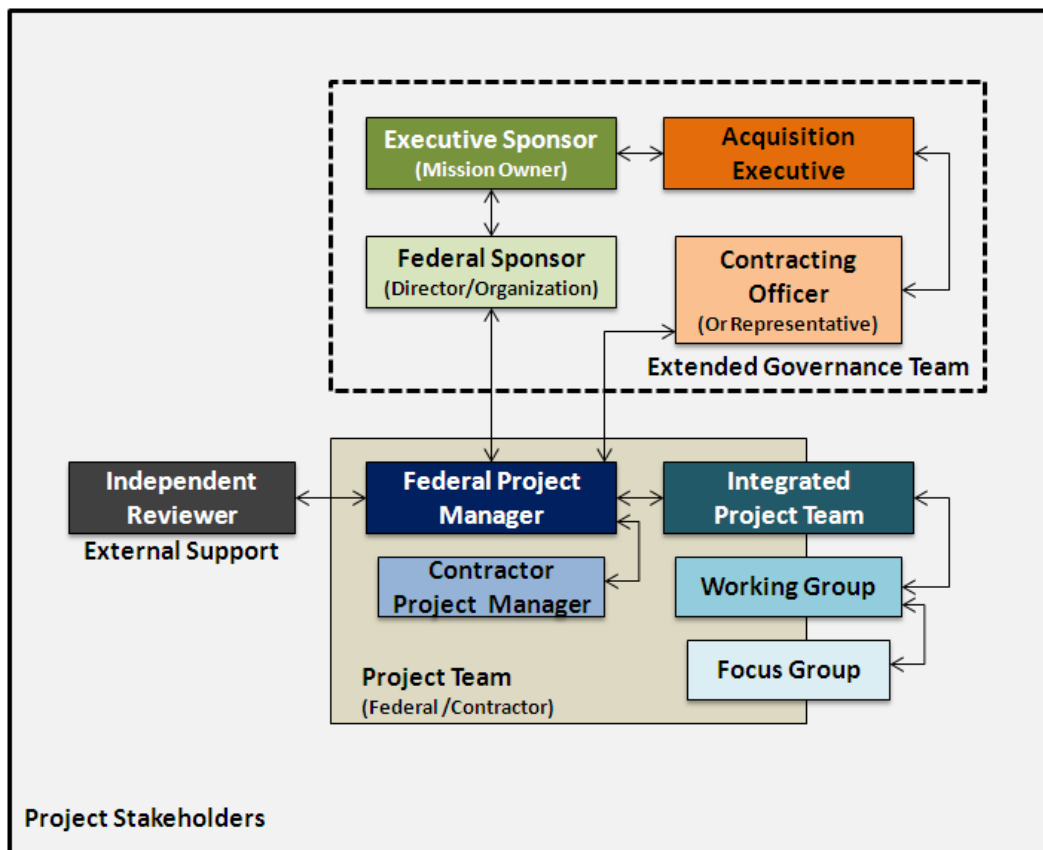 Executive Sponsor
(Mission Owner)
Acquisition
Executive
Federal Sponsor
(Director/Organization)
Contracting
Officer
(Or Representative)
Extended Governance Team
Independent
Reviewer
External Support
Federal Project
Manager
Integrated
Project Team
Contractor
Project Manager
Working Group
Focus Group
Project Team
(Federal /Contractor)
Project Stakeholders